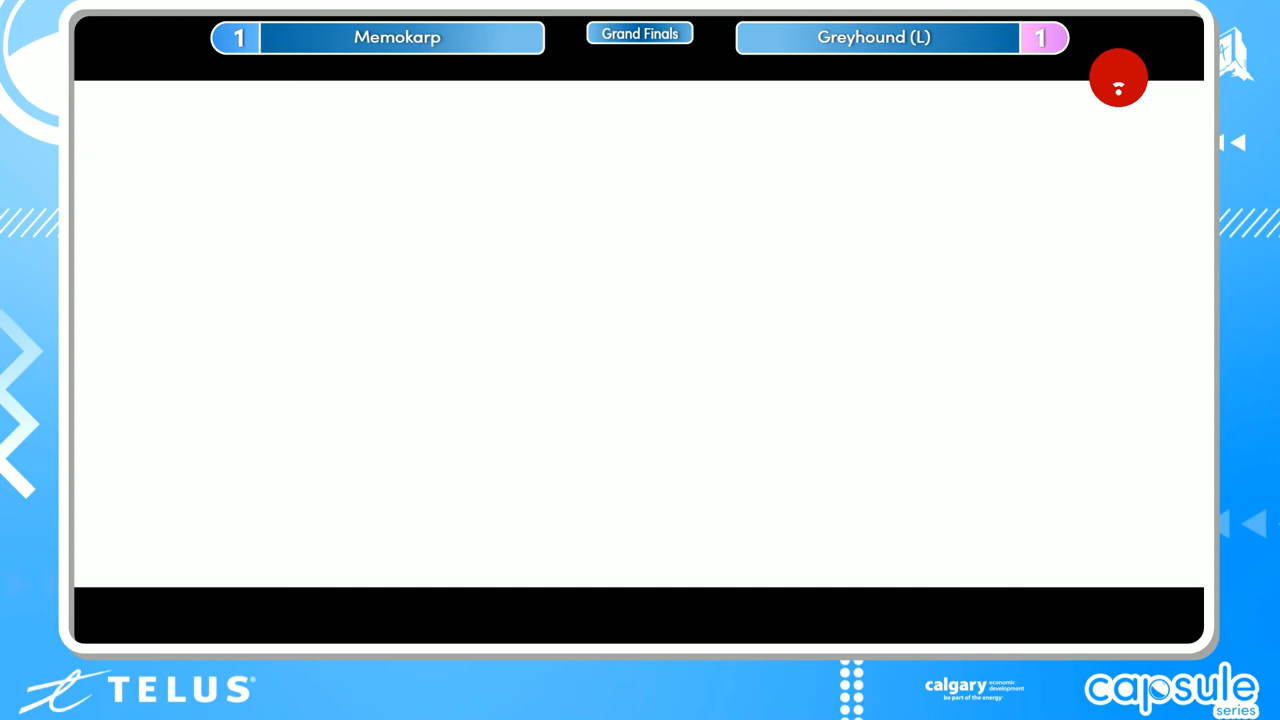 1 Memokarp
Grand Finals
Greyhound (L) 1
TELUS®
calgary economic development
be part of the energy
capsule
series